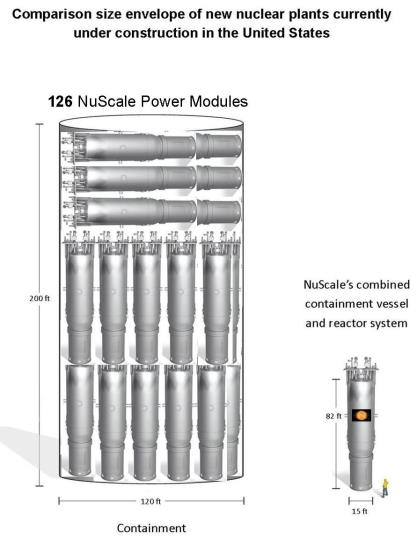 Comparison size envelope of new nuclear plants currently
under construction in the United States
126 NuScale Power Modules
200 ft
NuScale's combined
containment vessel
and reactor system
82 ft
120 ft
15 ft
Containment